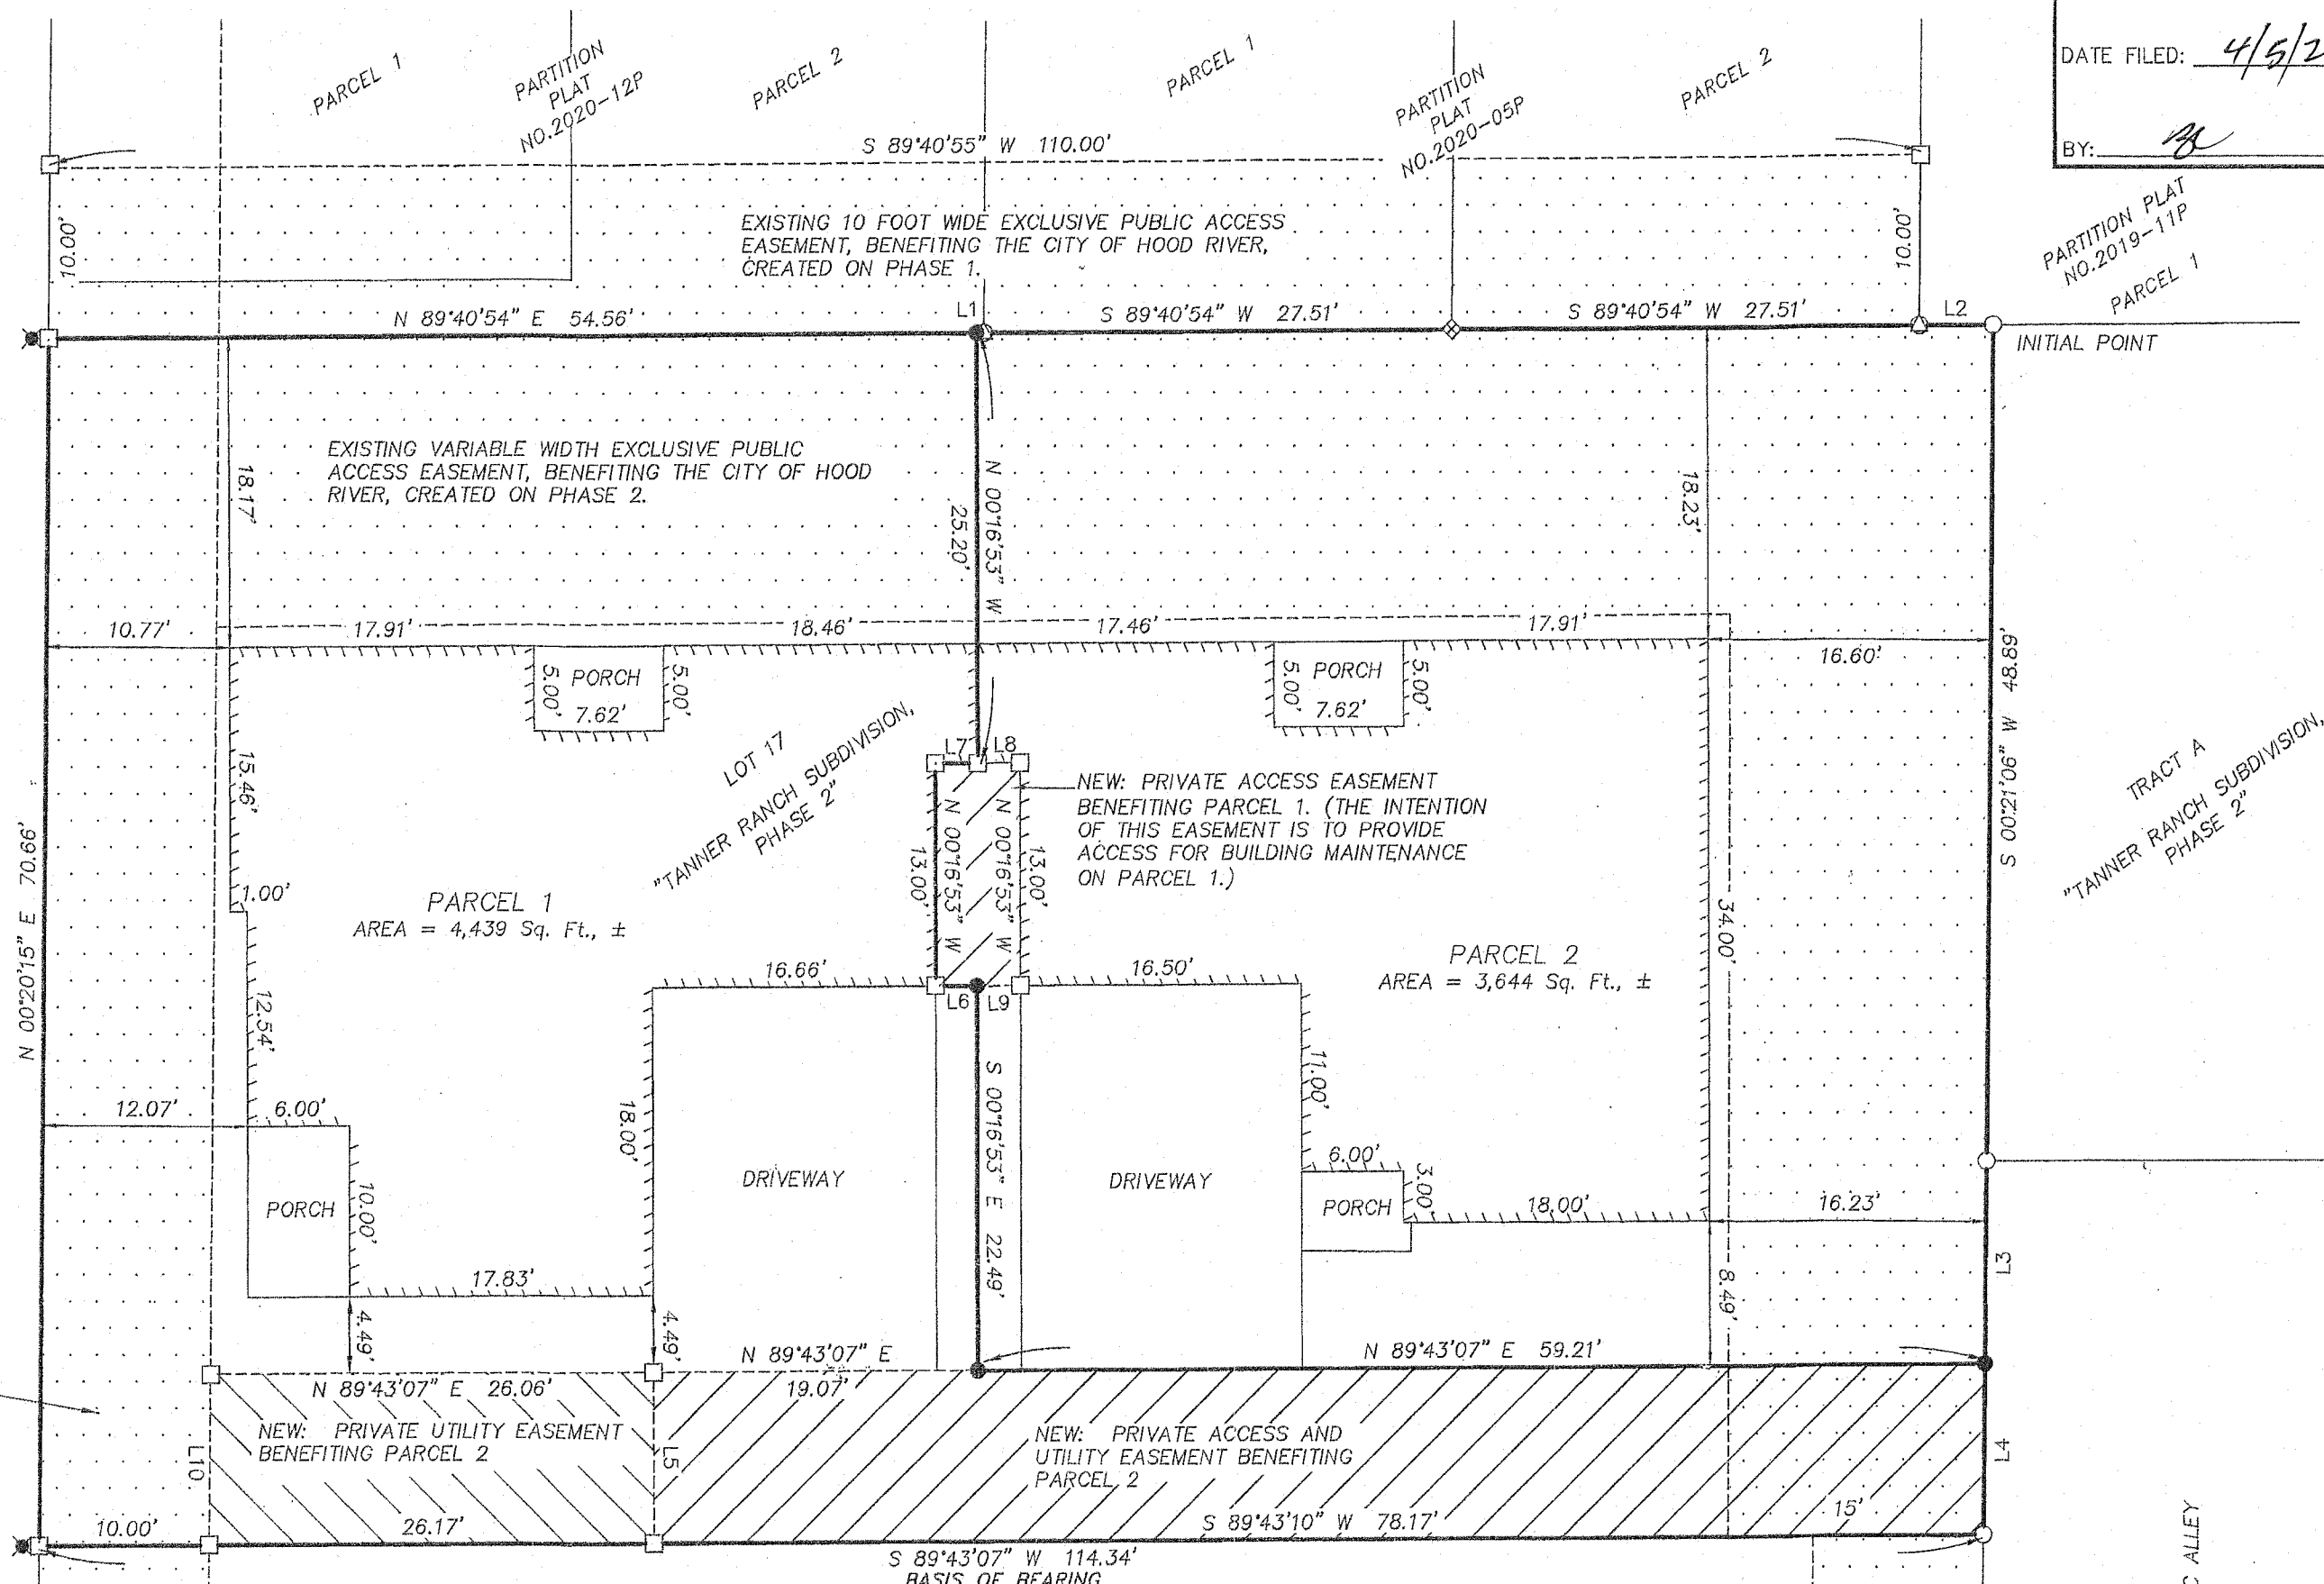 DATE FILED: 4/5/2
BY:
PARCEL 1
PARTITION
PLAT
NO.2020-12P
PARCEL 2
PARCEL 1
PARTITION
PLAT
NO.2020-05P
PARCEL 2
S 89°40'55" W 110.00'
PARTITION PLAT
NO.2019-11P
PARCEL 1
10.00'
EXISTING 10 FOOT WIDE EXCLUSIVE PUBLIC ACCESS
EASEMENT, BENEFITING THE CITY OF HOOD RIVER,
CREATED ON PHASE 1.
10.00'
N 89°40'54" E 54.56'
L1
S 89°40'54" W 27.51'
S 89°40'54" W 27.51'
L2
INITIAL POINT
EXISTING VARIABLE WIDTH EXCLUSIVE PUBLIC
ACCESS EASEMENT, BENEFITING THE CITY OF HOOD
RIVER, CREATED ON PHASE 2.
18.17'
N 00°16'53" W
25.20'
18.23'
10.77'
17.91'
18.46'
17.46'
17.91'
16.60'
S 00°21'06" W 48.89'
5.00'
PORCH
7.62'
5.00'
5.00'
PORCH
7.62'
5.00'
LOT 17
"TANNER RANCH SUBDIVISION,
PHASE 2"
TRACT A
"TANNER RANCH SUBDIVISION,
PHASE 2"
L7
L8
NEW: PRIVATE ACCESS EASEMENT
BENEFITING PARCEL 1. (THE INTENTION
OF THIS EASEMENT IS TO PROVIDE
ACCESS FOR BUILDING MAINTENANCE
ON PARCEL 1.)
15.46'
1.00'
13.00'
N 00°16'53" W
N 00°16'53" W
13.00'
N 00°20'15" E 70.66'
PARCEL 1
AREA = 4,439 Sq. Ft., ±
34.00'
PARCEL 2
AREA = 3,644 Sq. Ft., ±
16.66'
16.50'
L6
L9
12.54'
12.07'
6.00'
18.00'
S 00°16'53" E 22.49'
11.00'
DRIVEWAY
DRIVEWAY
6.00'
3.00'
PORCH
10.00'
PORCH
18.00'
16.23'
17.83'
L3
4.49'
4.49'
8.49'
N 89°43'07" E
19.07'
N 89°43'07" E 59.21'
N 89°43'07" E 26.06'
NEW: PRIVATE UTILITY EASEMENT
BENEFITING PARCEL 2
L10
L5
NEW: PRIVATE ACCESS AND
UTILITY EASEMENT BENEFITING
PARCEL 2
L4
10.00'
26.17'
S 89°43'10" W 78.17'
15'
S 89°43'07" W 114.34'
BASIS OF BEARING
ALLEY